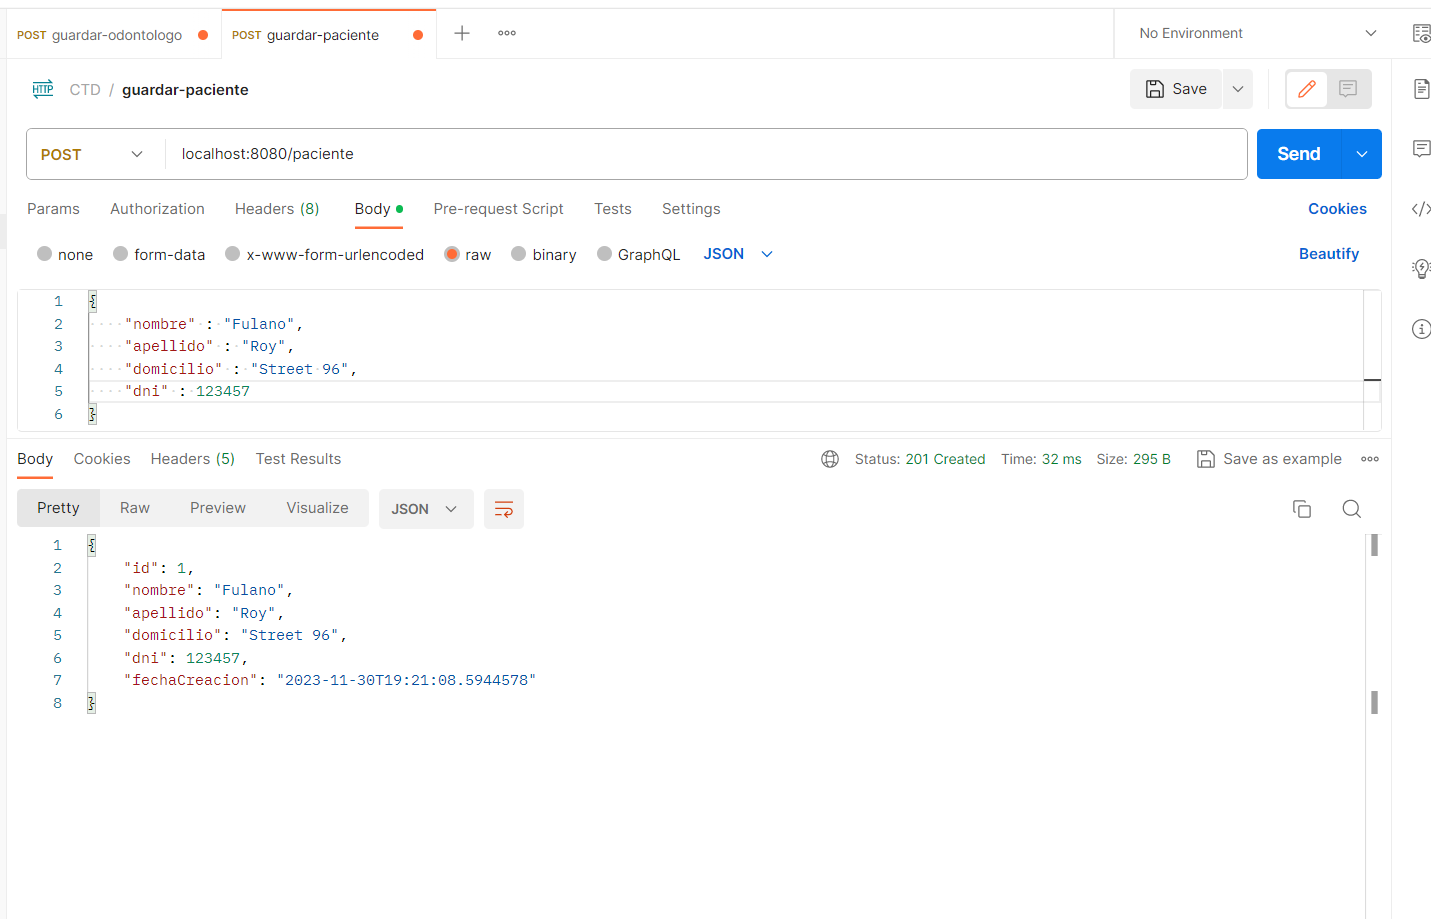 POST guardar-odontologo
POST guardar-paciente
No Environment
HTTP
CTD / guardar-paciente
Save
POST
localhost:8080/paciente
Send
Params Authorization Headers (8) Body Pre-request Script Tests Settings Cookies
none form-data x-www-form-urlencoded raw binary GraphQL JSON Beautify
1 {
2 "nombre" : "Fulano",
3 "apellido" : "Roy",
4 "domicilio" : "Street 96",
5 "dni" : 123457
6 }
Body Cookies Headers (5) Test Results Status: 201 Created Time: 32 ms Size: 295 B Save as example
Pretty Raw Preview Visualize JSON
1 {
2 "id": 1,
3 "nombre": "Fulano",
4 "apellido": "Roy",
5 "domicilio": "Street 96",
6 "dni": 123457,
7 "fechaCreacion": "2023-11-30T19:21:08.5944578"
8 }